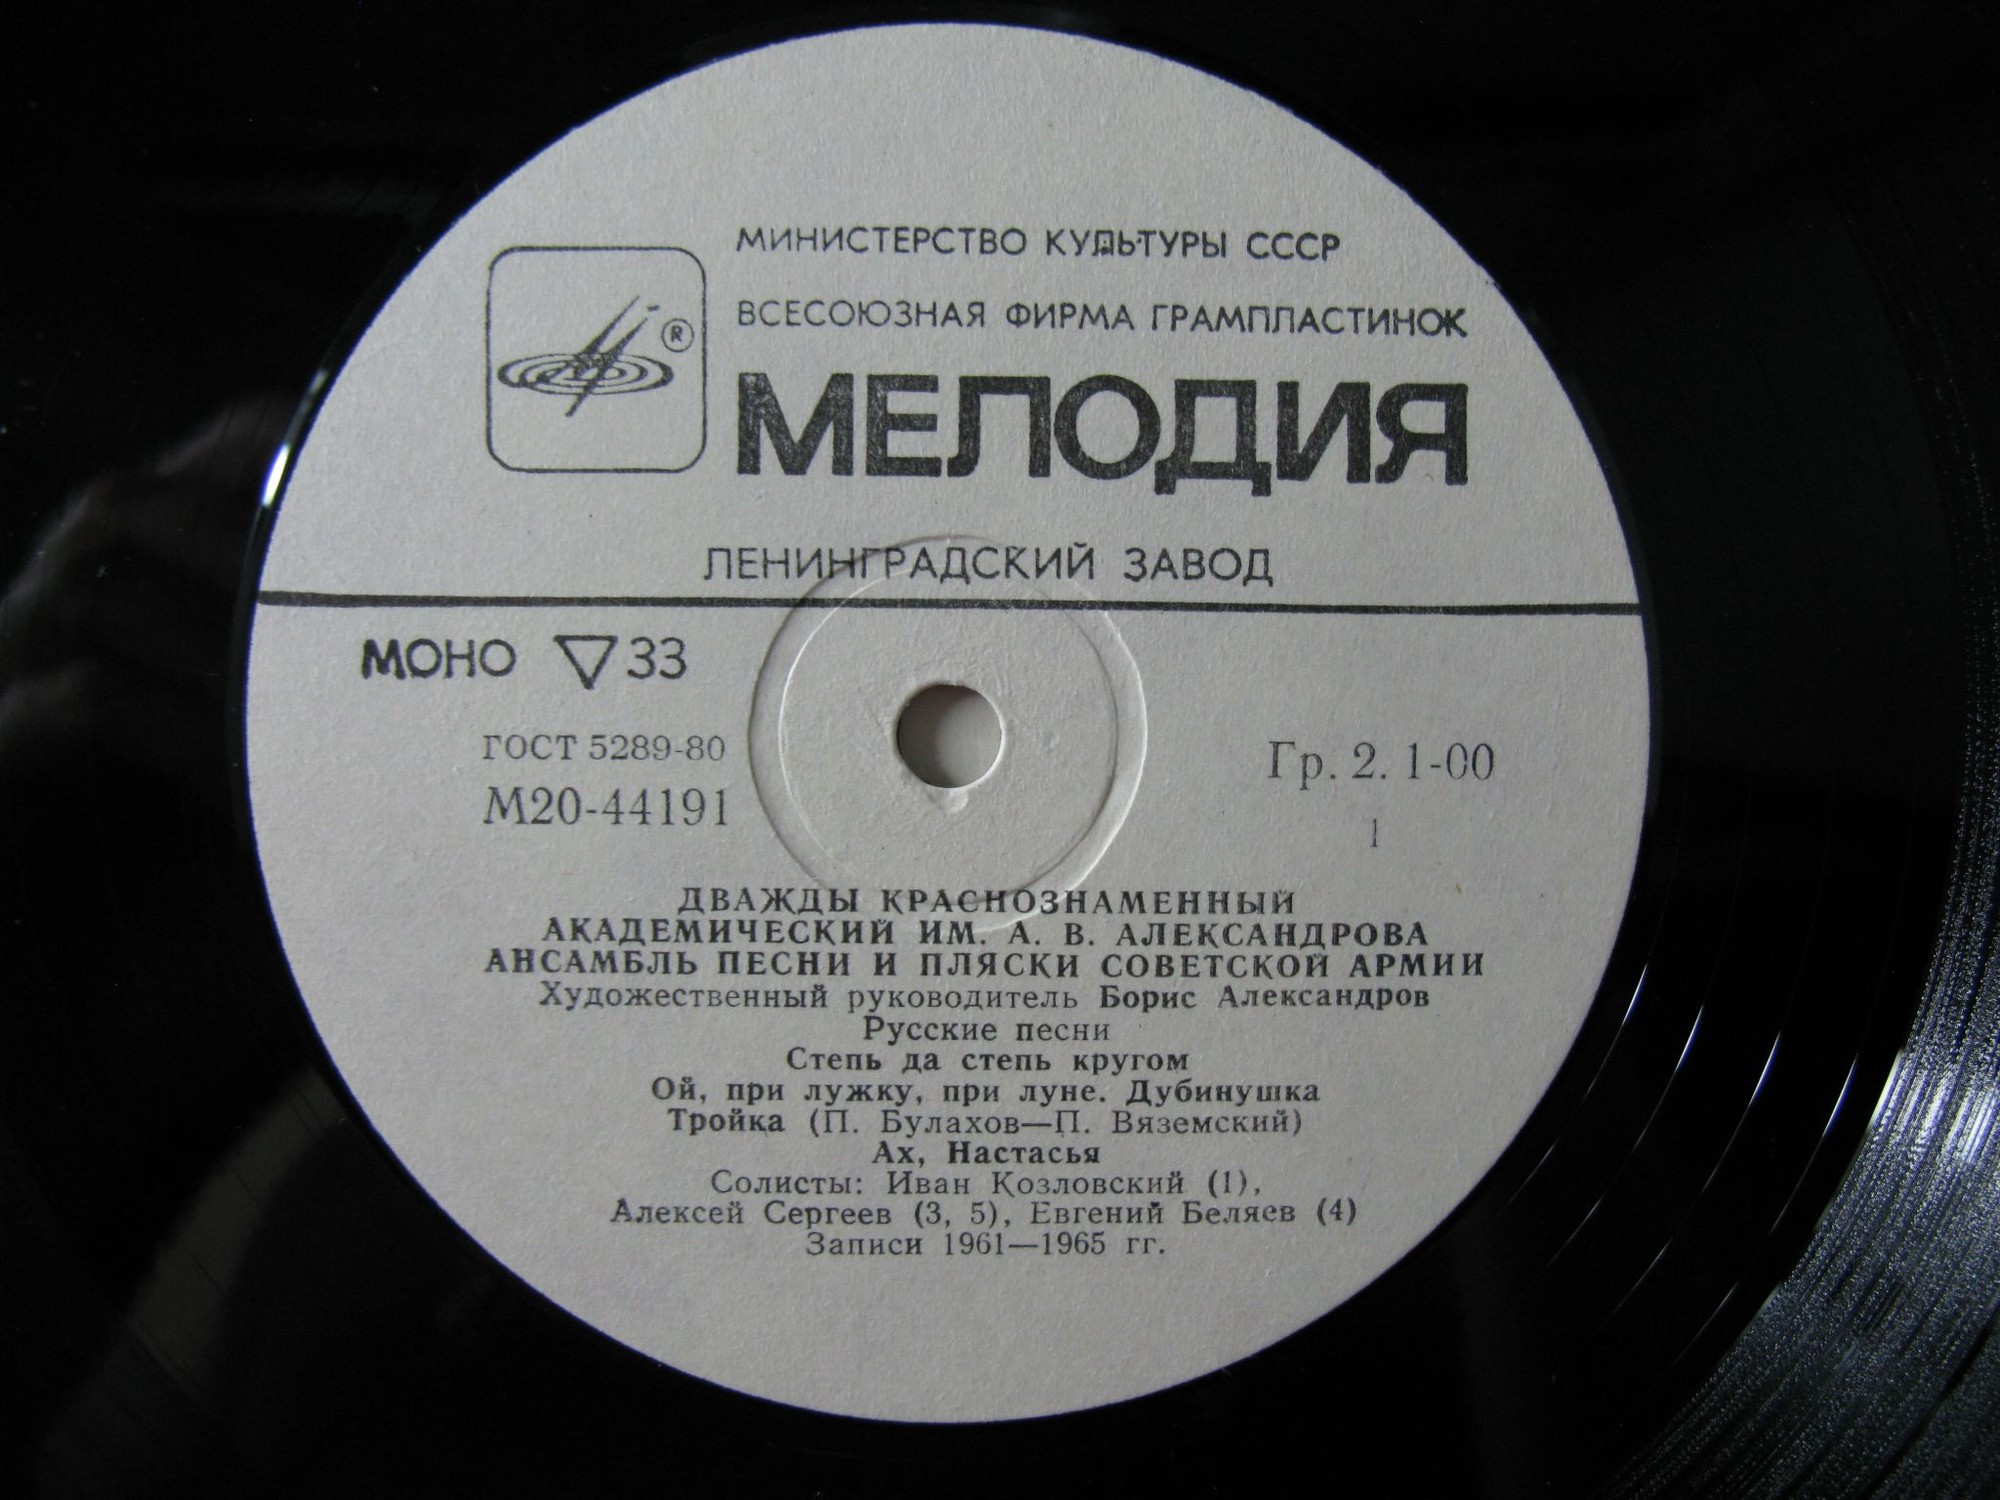 МИНИСТЕРСТВО КУЛЬТУРЫ СССР
ВСЕСОЮЗНАЯ ФИРМА ГРАМПЛАСТИНОК
®
МЕЛОДИЯ
ЛЕНИНГРАДСКИЙ ЗАВОД
МОНО ▽33
ГОСТ 5289-80
Гр. 2. 1-00
М20-44191
1
ДВАЖДЫ КРАСНОЗНАМЕННЫЙ
АКАДЕМИЧЕСКИЙ ИМ. А. В. АЛЕКСАНДРОВА
АНСАМБЛЬ ПЕСНИ И ПЛЯСКИ СОВЕТСКОЙ АРМИИ
Художественный руководитель Борис Александров
Русские песни
Степь да степь кругом
Ой, при лужку, при луне. Дубинушка
Тройка (П. Булахов—П. Вяземский)
Ах, Настасья
Солисты: Иван Козловский (1),
Алексей Сергеев (3, 5), Евгений Беляев (4)
Записи 1961—1965 гг.